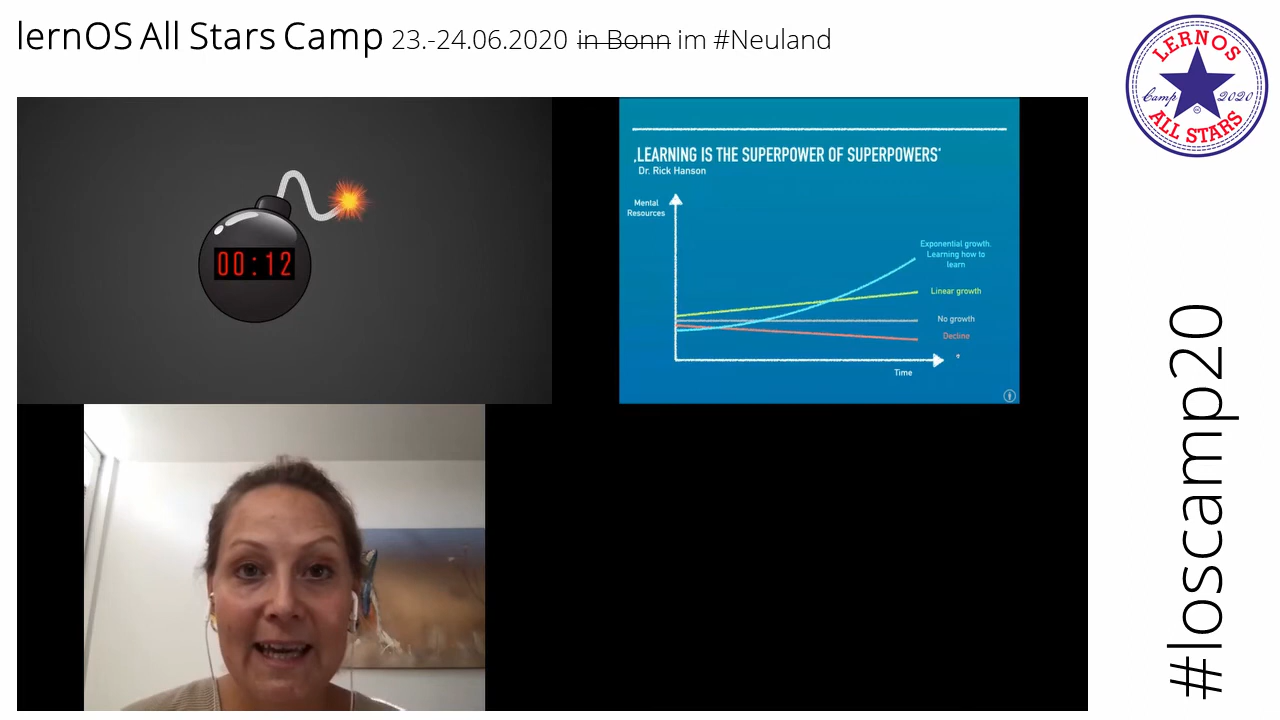 lernOS All Stars Camp 23.-24.06.2020 in Bonn im #Neuland
LERNOS
Camp 2020
ALL STARS
00:12
‚LEARNING IS THE SUPERPOWER OF SUPERPOWERS‘
Dr. Rick Hanson
Mental
Resources
Exponential growth.
Learning how to
learn
Linear growth
No growth
Decline
Time
#loscamp20